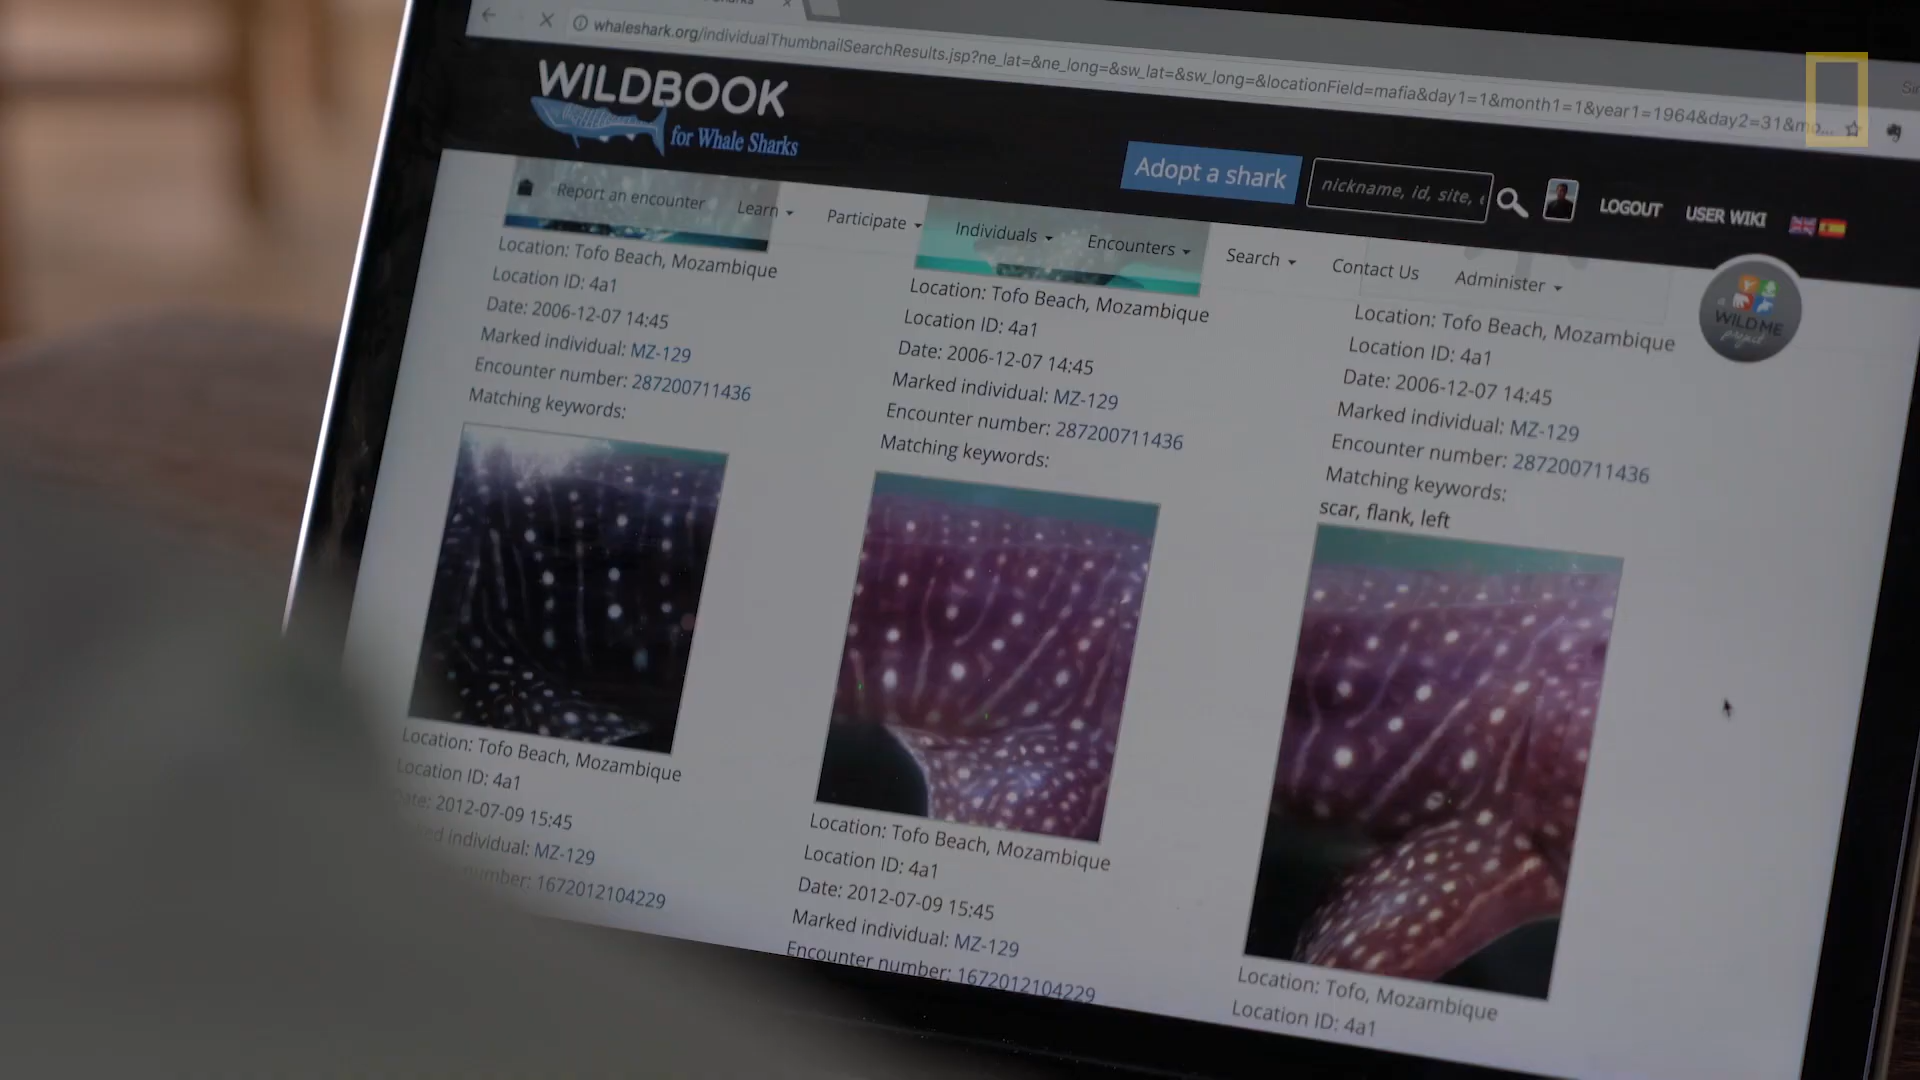 whaleshark.org/individualThumbnailSearchResults.jsp?ne_lat=&ne_long=&sw_lat=&sw_long=&locationField=mafia&day1=1&month1=1&year1=1964&day2=31&mo...
WILDBOOK
for Whale Sharks
Adopt a shark
nickname, id, site,
LOGOUT
USER WIKI
Report an encounter
Learn
Participate
Individuals
Encounters
Search
Contact Us
Administer
a
WILD ME
project
Location: Tofo Beach, Mozambique
Location ID: 4a1
Date: 2006-12-07 14:45
Marked individual: MZ-129
Encounter number: 287200711436
Matching keywords:
Location: Tofo Beach, Mozambique
Location ID: 4a1
Date: 2006-12-07 14:45
Marked individual: MZ-129
Encounter number: 287200711436
Matching keywords:
Location: Tofo Beach, Mozambique
Location ID: 4a1
Date: 2006-12-07 14:45
Marked individual: MZ-129
Encounter number: 287200711436
Matching keywords:
scar, flank, left
Location: Tofo Beach, Mozambique
Location ID: 4a1
Date: 2012-07-09 15:45
individual: MZ-129
number: 1672012104229
Location: Tofo Beach, Mozambique
Location ID: 4a1
Date: 2012-07-09 15:45
Marked individual: MZ-129
Encounter number: 1672012104229
Location: Tofo, Mozambique
Location ID: 4a1